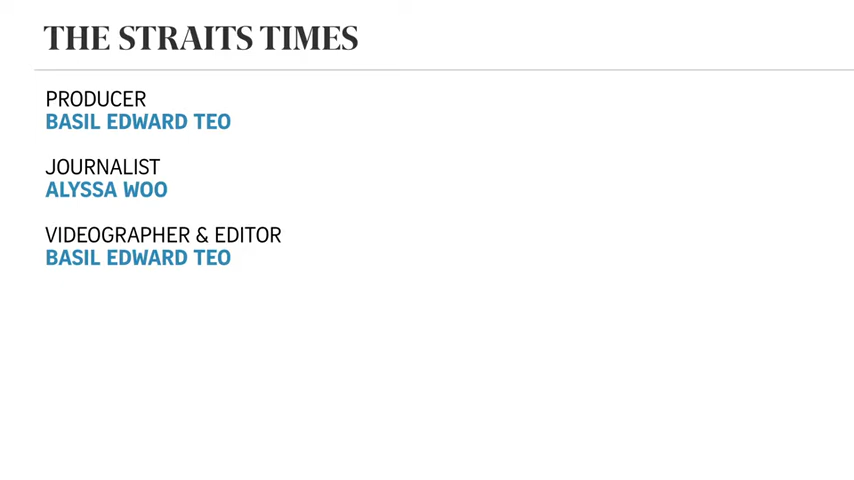 THE STRAITS TIMES
PRODUCER
BASIL EDWARD TEO
JOURNALIST
ALYSSA WOO
VIDEOGRAPHER & EDITOR
BASIL EDWARD TEO